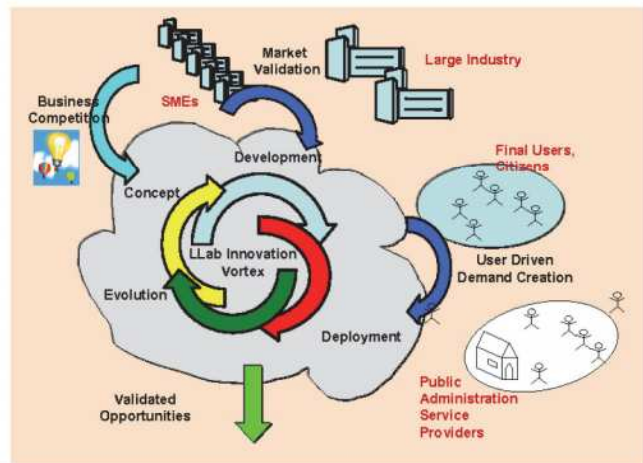 Market
Validation
Large Industry
SMEs
Business
Competition
Development
Final Users,
Citizens
Concept
LLab Innovation
Vortex
User Driven
Demand Creation
Evolution
Deployment
Validated
Opportunities
Public
Administration
Service
Providers